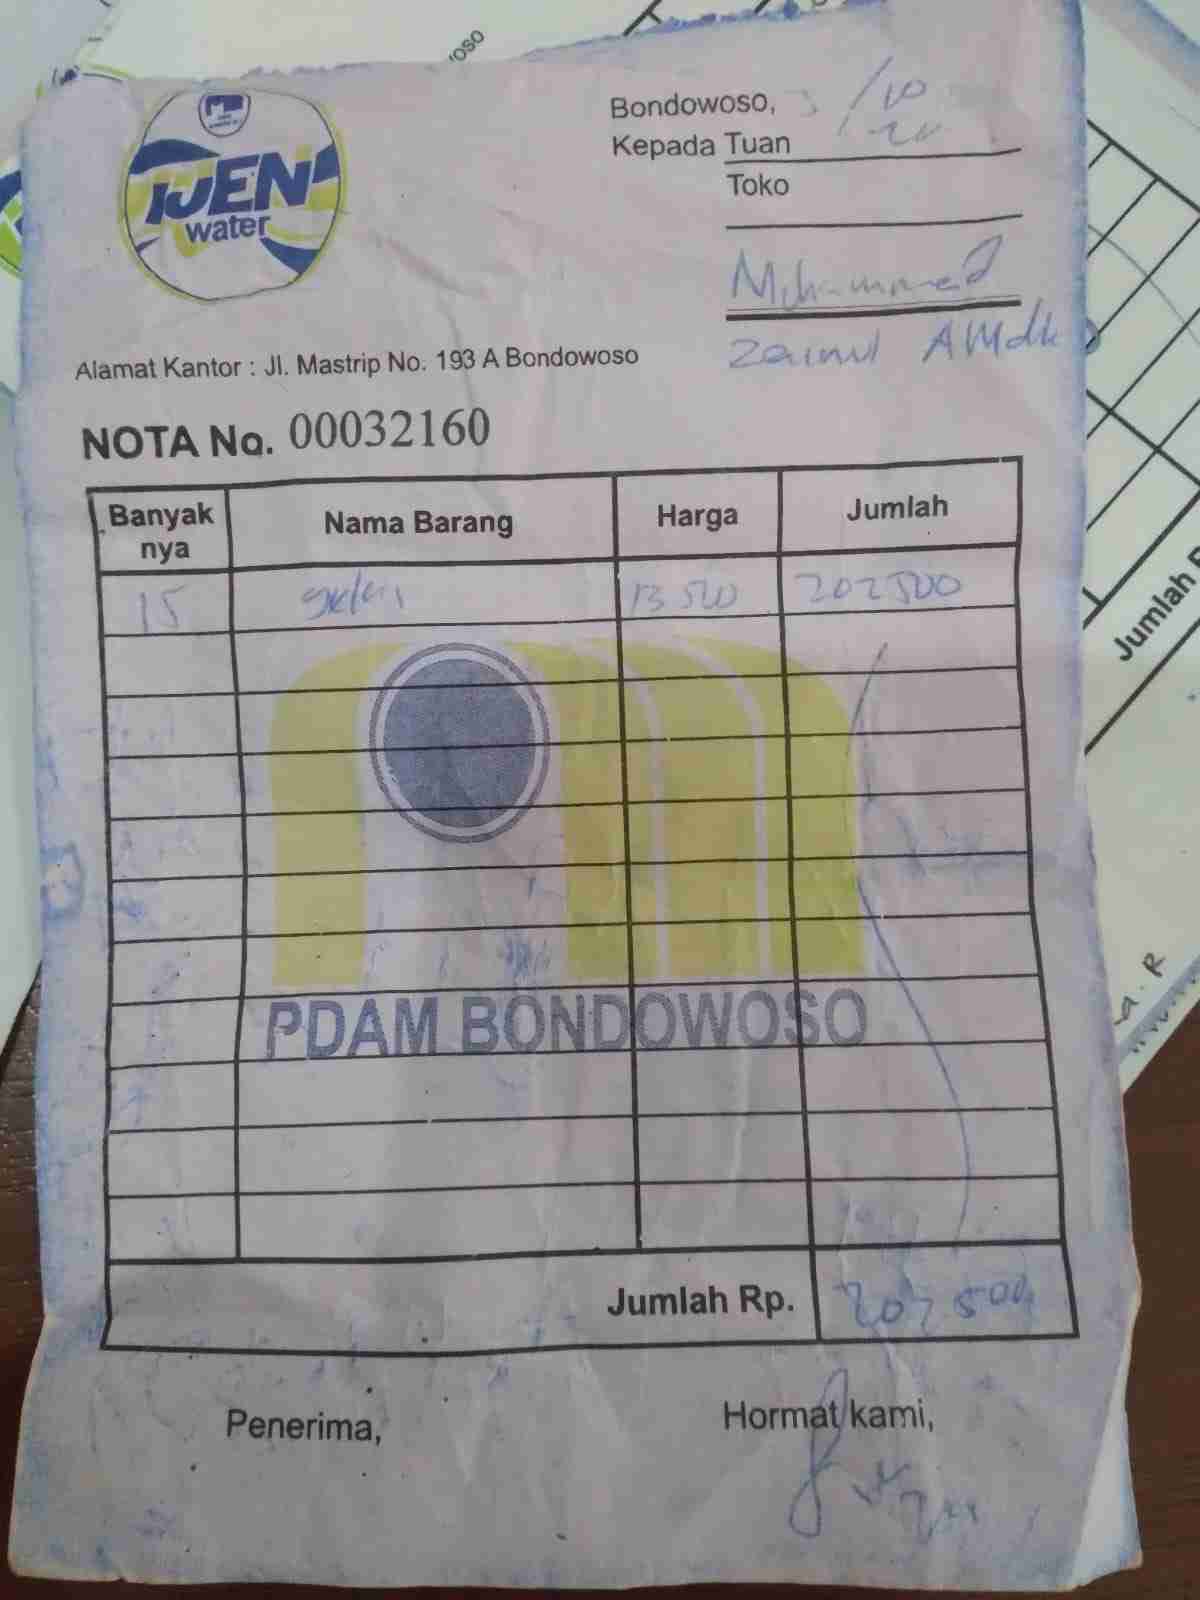 IJEN
water
Bondowoso, 3/10
20
Kepada Tuan
Toko
Muhammad
Zainul AMdk
Alamat Kantor : Jl. Mastrip No. 193 A Bondowoso
NOTA No. 00032160
Banyak nya Nama Barang Harga Jumlah
15 13500 202500
PDAM BONDOWOSO
Jumlah Rp. 202500
Penerima, Hormat kami,
Jumlah R